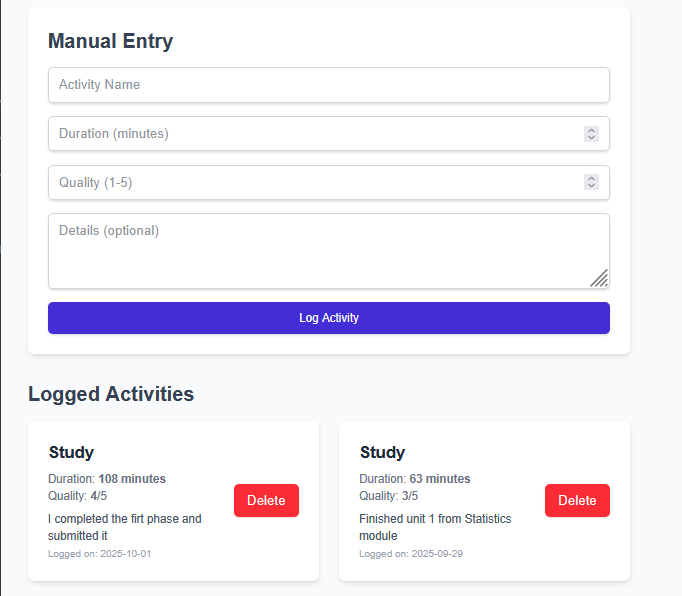 Manual Entry
Activity Name
Duration (minutes)
Quality (1-5)
Details (optional)
Log Activity
Logged Activities
Study
Duration: 108 minutes
Quality: 4/5
I completed the firt phase and
submitted it
Logged on: 2025-10-01
Delete
Study
Duration: 63 minutes
Quality: 3/5
Finished unit 1 from Statistics
module
Logged on: 2025-09-29
Delete